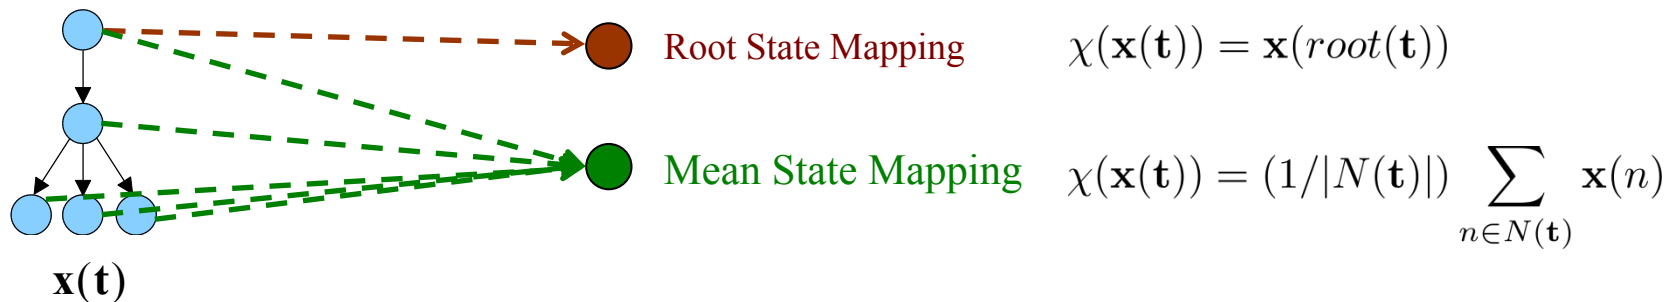 Root State Mapping χ(x(t)) = x(root(t))
Mean State Mapping χ(x(t)) = (1/|N(t)|) ∑ x(n)
n∈N(t)
x(t)